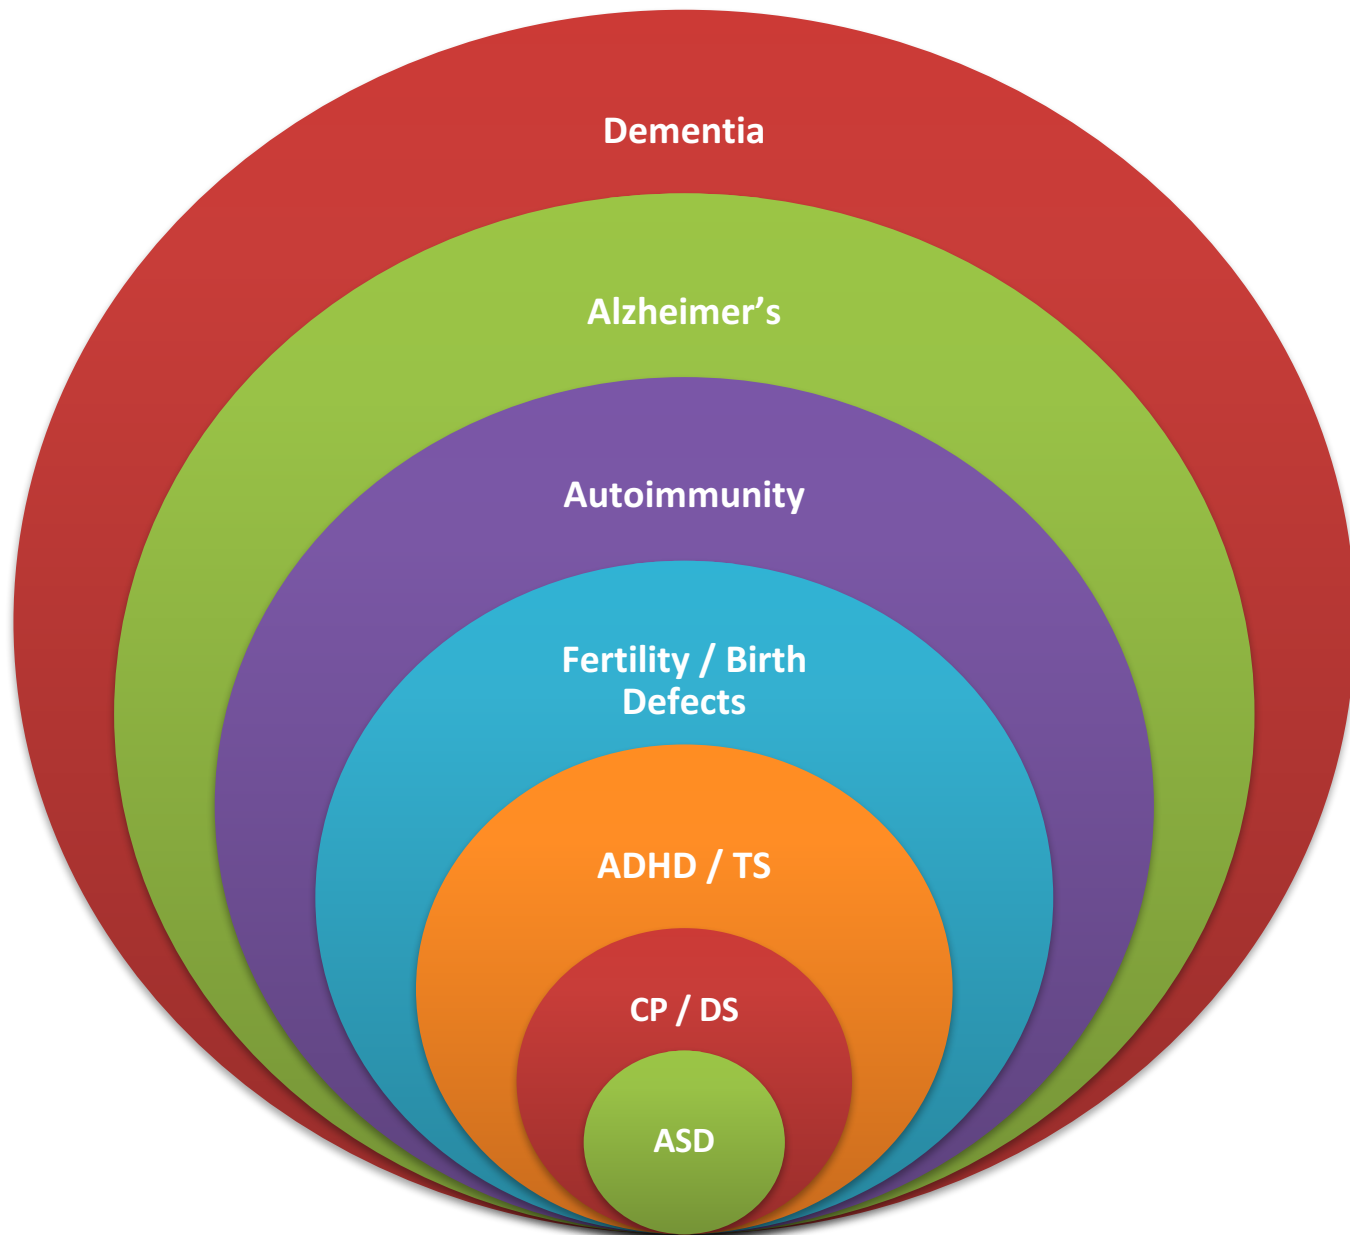 Dementia
Alzheimer’s
Autoimmunity
Fertility / Birth
Defects
ADHD / TS
CP / DS
ASD